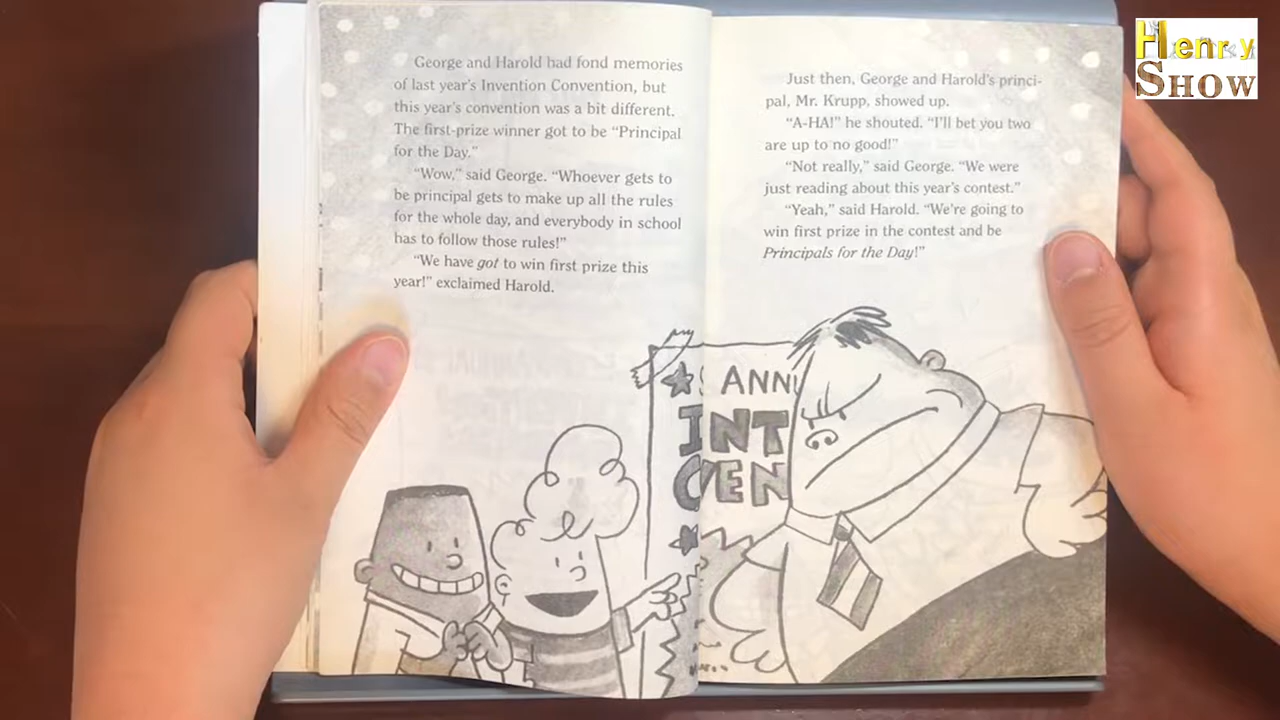 George and Harold had fond memories
of last year's Invention Convention, but
this year's convention was a bit different.
The first-prize winner got to be "Principal
for the Day."
"Wow," said George. "Whoever gets to
be principal gets to make up all the rules
for the whole day, and everybody in school
has to follow those rules!"
"We have got to win first prize this
year!" exclaimed Harold.
Just then, George and Harold's princi-
pal, Mr. Krupp, showed up.
"A-HA!" he shouted. "I'll bet you two
are up to no good!"
"Not really," said George. "We were
just reading about this year's contest."
"Yeah," said Harold. "We're going to
win first prize in the contest and be
Principals for the Day!"
ANN
INT
Henry
SHOW